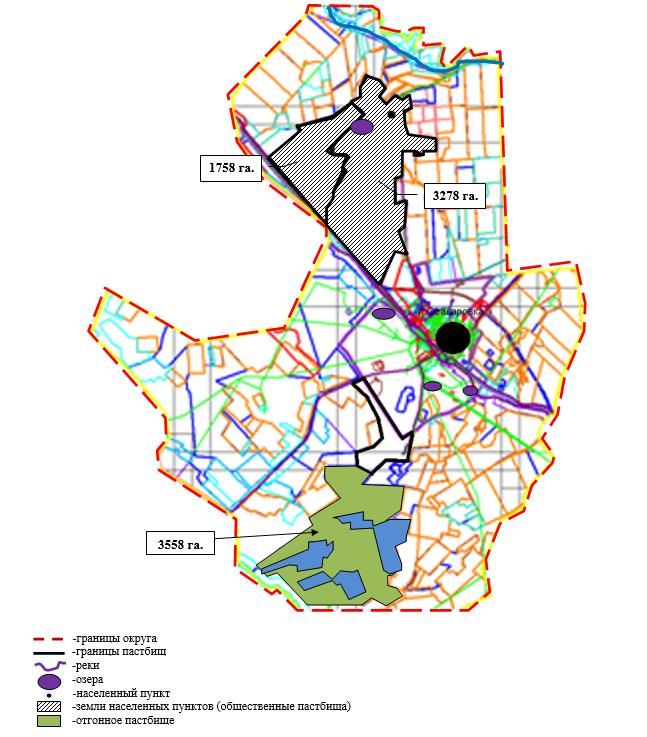 1758 га.
3278 га.
3558 га.
-границы округа
-границы пастбищ
-реки
-озера
-населенный пункт
-земли населенных пунктов (общественные пастбища)
-отгонное пастбище